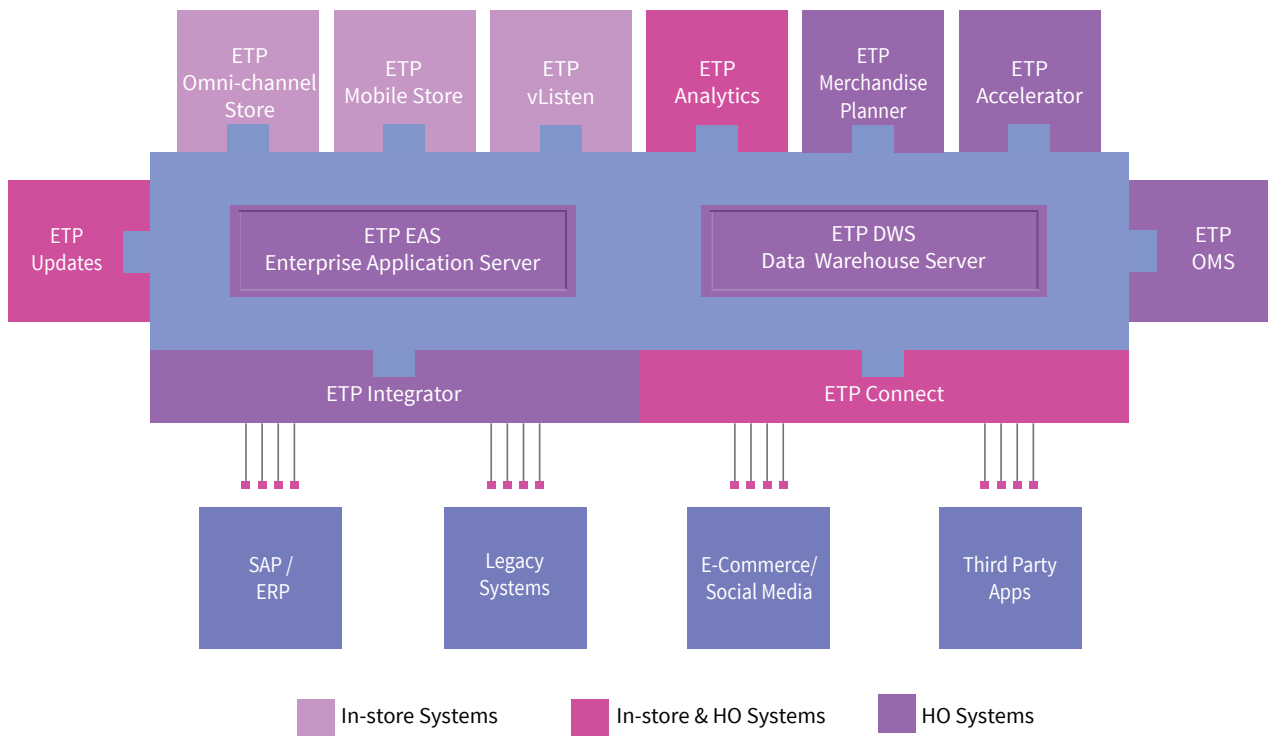 ETP
Omni-channel
Store
ETP
Mobile Store
ETP
vListen
ETP
Analytics
ETP
Merchandise
Planner
ETP
Accelerator
ETP
Updates
ETP EAS
Enterprise Application Server
ETP DWS
Data Warehouse Server
ETP
OMS
ETP Integrator
ETP Connect
SAP /
ERP
Legacy
Systems
E-Commerce/
Social Media
Third Party
Apps
In-store Systems
In-store & HO Systems
HO Systems